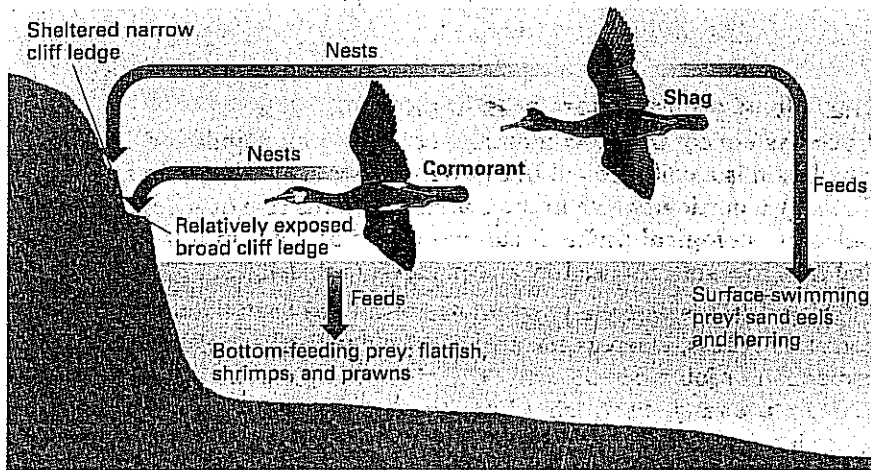 Sheltered narrow
cliff ledge
Nests
Shag
Nests
Cormorant
Feeds
Relatively exposed
broad cliff ledge
Feeds
Surface-swimming
prey: sand eels
and herring
Bottom-feeding prey: flatfish,
shrimps, and prawns